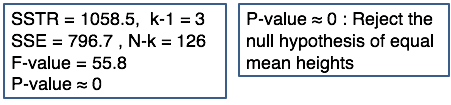 SSTR = 1058.5, k-1 = 3
SSE = 796.7 , N-k = 126
F-value = 55.8
P-value ≈ 0
P-value ≈ 0 : Reject the
null hypothesis of equal
mean heights